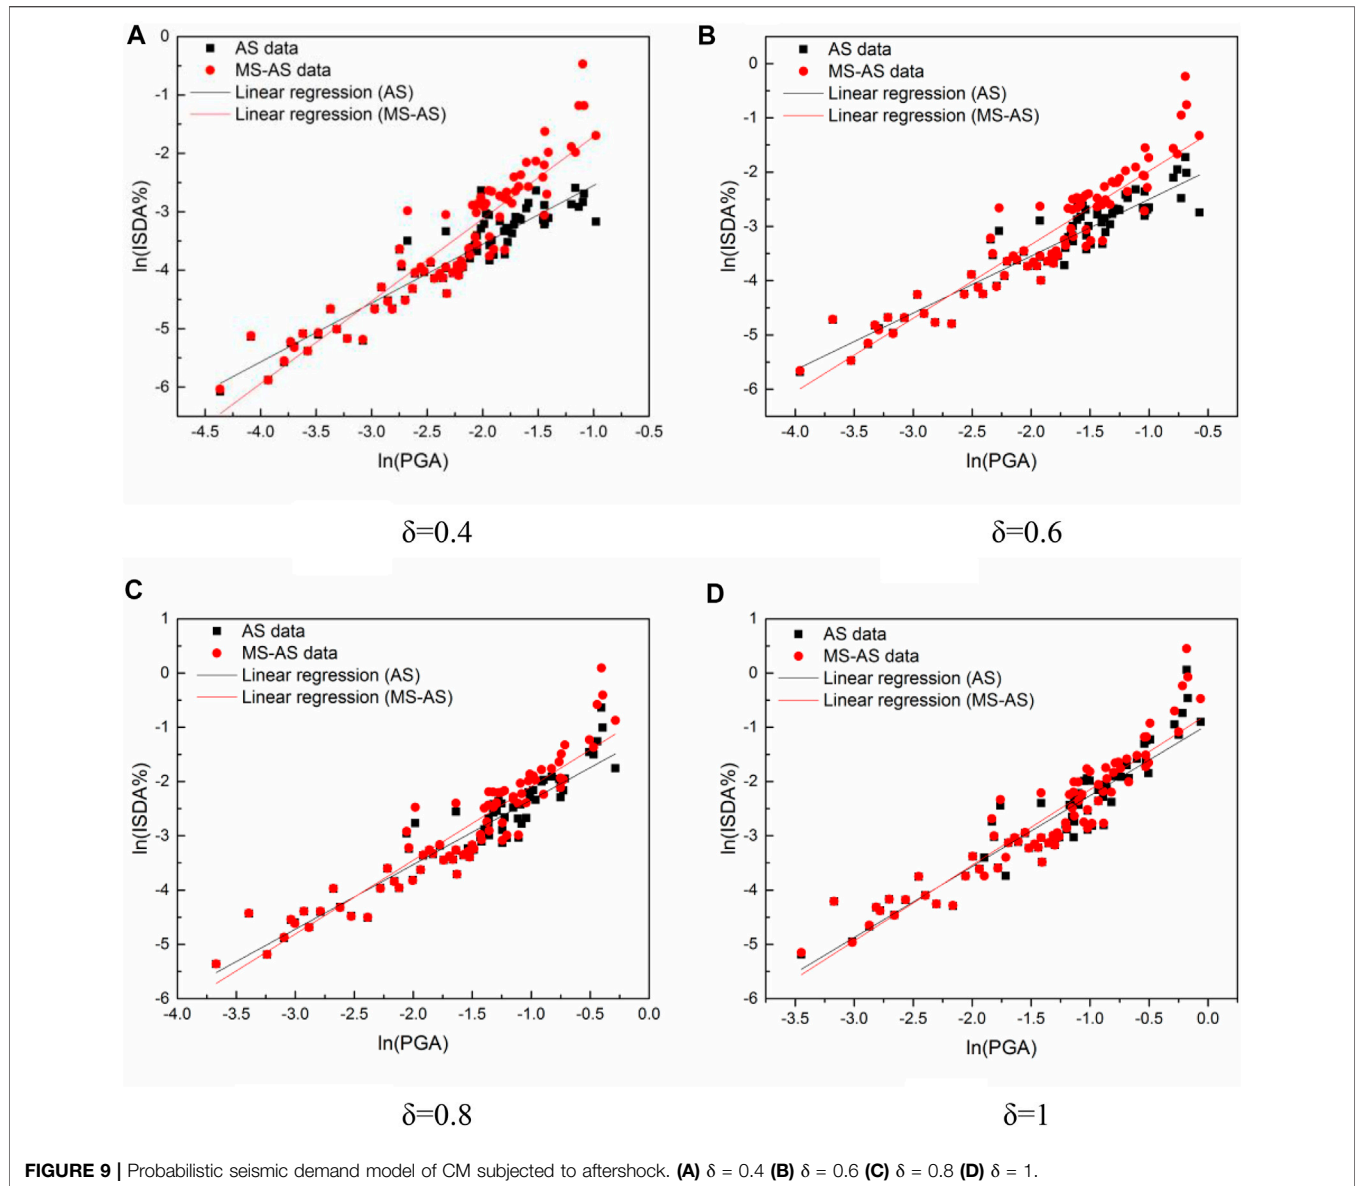 A
AS data
MS-AS data
Linear regression (AS)
Linear regression (MS-AS)
0
-1
-2
-3
-4
-5
-6
ln(ISDA%)
-4.5 -4.0 -3.5 -3.0 -2.5 -2.0 -1.5 -1.0 -0.5
ln(PGA)
δ=0.4
B
AS data
MS-AS data
Linear regression (AS)
Linear regression (MS-AS)
0
-1
-2
-3
-4
-5
-6
ln(ISDA%)
-4.0 -3.5 -3.0 -2.5 -2.0 -1.5 -1.0 -0.5
ln(PGA)
δ=0.6
C
AS data
MS-AS data
Linear regression (AS)
Linear regression (MS-AS)
1
0
-1
-2
-3
-4
-5
-6
ln(ISDA%)
-4.0 -3.5 -3.0 -2.5 -2.0 -1.5 -1.0 -0.5 0.0
ln(PGA)
δ=0.8
D
AS data
MS-AS data
Linear regression (AS)
Linear regression (MS-AS)
1
0
-1
-2
-3
-4
-5
-6
ln(ISDA%)
-3.5 -3.0 -2.5 -2.0 -1.5 -1.0 -0.5 0.0
ln(PGA)
δ=1
FIGURE 9 | Probabilistic seismic demand model of CM subjected to aftershock. (A) δ = 0.4 (B) δ = 0.6 (C) δ = 0.8 (D) δ = 1.